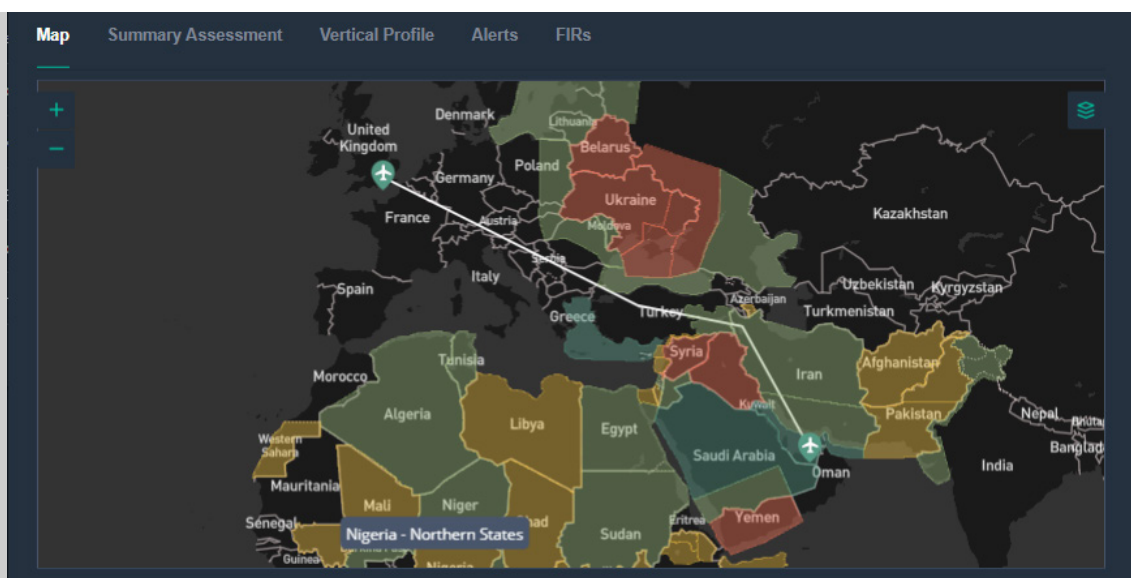 Map Summary Assessment Vertical Profile Alerts FIRs
+
−
Denmark
Lithuania
United
Kingdom
Belarus
Poland
Germany
Ukraine
Kazakhstan
France
Austria
Moldova
Serbia
Italy
Spain
Uzbekistan
Kyrgyzstan
Azerbaijan
Greece
Turkey
Turkmenistan
Syria
Tunisia
Afghanistan
Iran
Morocco
Kuwait
Algeria
Pakistan
Nepal
Libya
Egypt
Western
Sahara
Saudi Arabia
India
Oman
Mauritania
Mali
Niger
Senegal
Eritrea
Yemen
Nigeria - Northern States
Sudan
Guinea
Nigeria